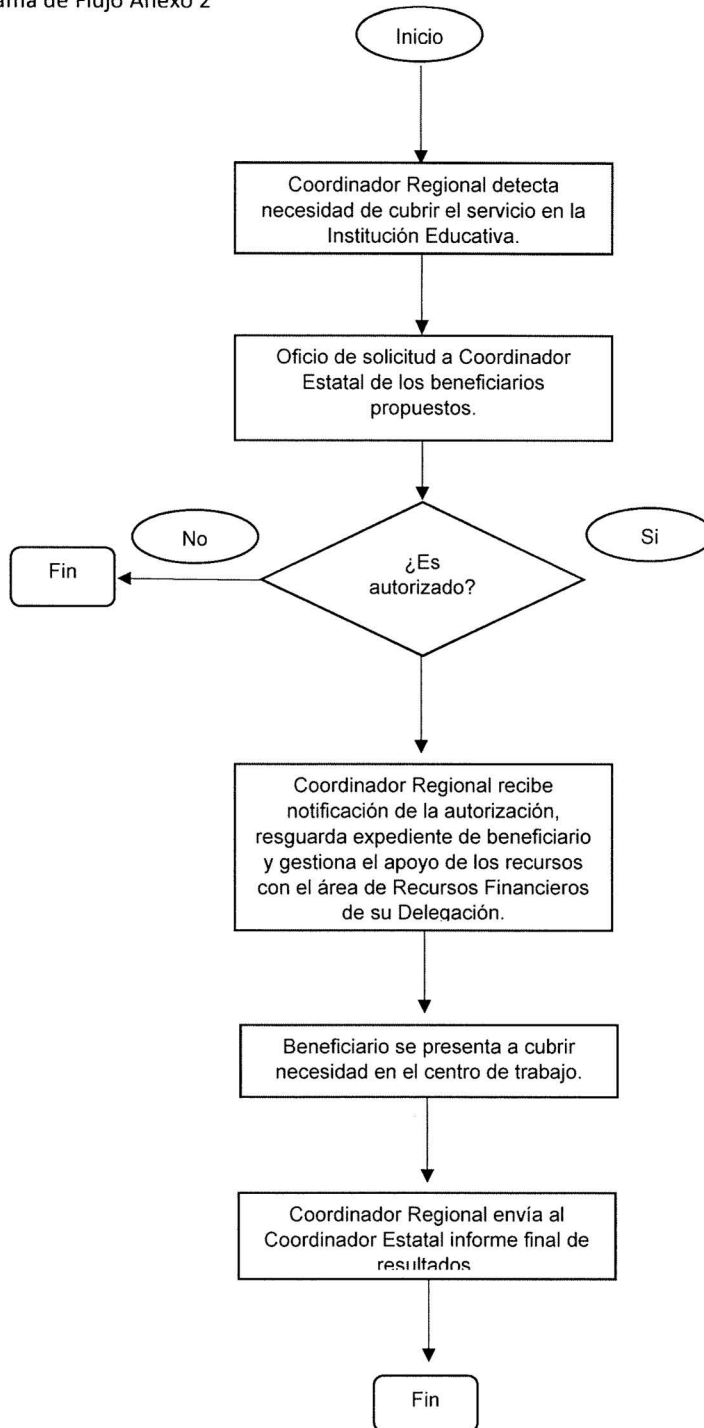 de Flujo Anexo 2
Inicio
Coordinador Regional detecta
necesidad de cubrir el servicio en la
Institución Educativa.
Oficio de solicitud a Coordinador
Estatal de los beneficiarios
propuestos.
No
Si
Fin
¿Es
autorizado?
Coordinador Regional recibe
notificación de la autorización,
resguarda expediente de beneficiario
y gestiona el apoyo de los recursos
con el área de Recursos Financieros
de su Delegación.
Beneficiario se presenta a cubrir
necesidad en el centro de trabajo.
Coordinador Regional envía al
Coordinador Estatal informe final de
resultados
Fin